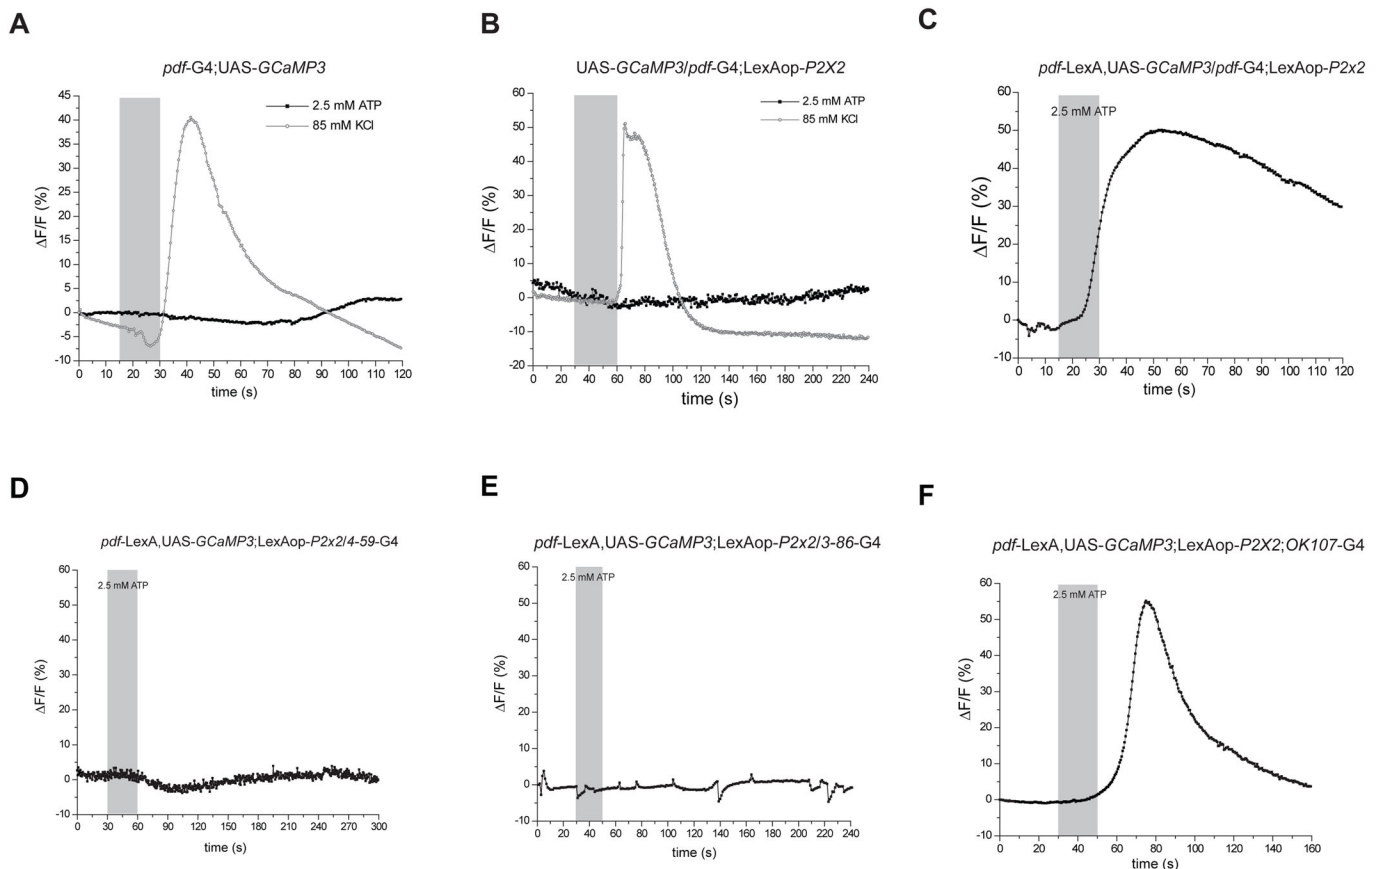 A
pdf-G4;UAS-GCaMP3
2.5 mM ATP
85 mM KCl
45
40
35
30
25
20
15
10
5
0
-5
-10
ΔF/F (%)
0 10 20 30 40 50 60 70 80 90 100 110 120
time (s)
B
UAS-GCaMP3/pdf-G4;LexAop-P2X2
2.5 mM ATP
85 mM KCl
60
50
40
30
20
10
0
-10
-20
ΔF/F (%)
0 20 40 60 80 100 120 140 160 180 200 220 240
time (s)
C
pdf-LexA,UAS-GCaMP3/pdf-G4;LexAop-P2x2
2.5 mM ATP
60
50
40
30
20
10
0
-10
ΔF/F (%)
0 10 20 30 40 50 60 70 80 90 100 110 120
time (s)
D
pdf-LexA,UAS-GCaMP3;LexAop-P2x2/4-59-G4
2.5 mM ATP
60
50
40
30
20
10
0
-10
ΔF/F (%)
0 30 60 90 120 150 180 210 240 270 300
time (s)
E
pdf-LexA,UAS-GCaMP3;LexAop-P2x2/3-86-G4
2.5 mM ATP
60
50
40
30
20
10
0
-10
ΔF/F (%)
0 20 40 60 80 100 120 140 160 180 200 220 240
time (s)
F
pdf-LexA,UAS-GCaMP3;LexAop-P2X2;OK107-G4
2.5 mM ATP
60
50
40
30
20
10
0
-10
ΔF/F (%)
0 20 40 60 80 100 120 140 160
time (s)